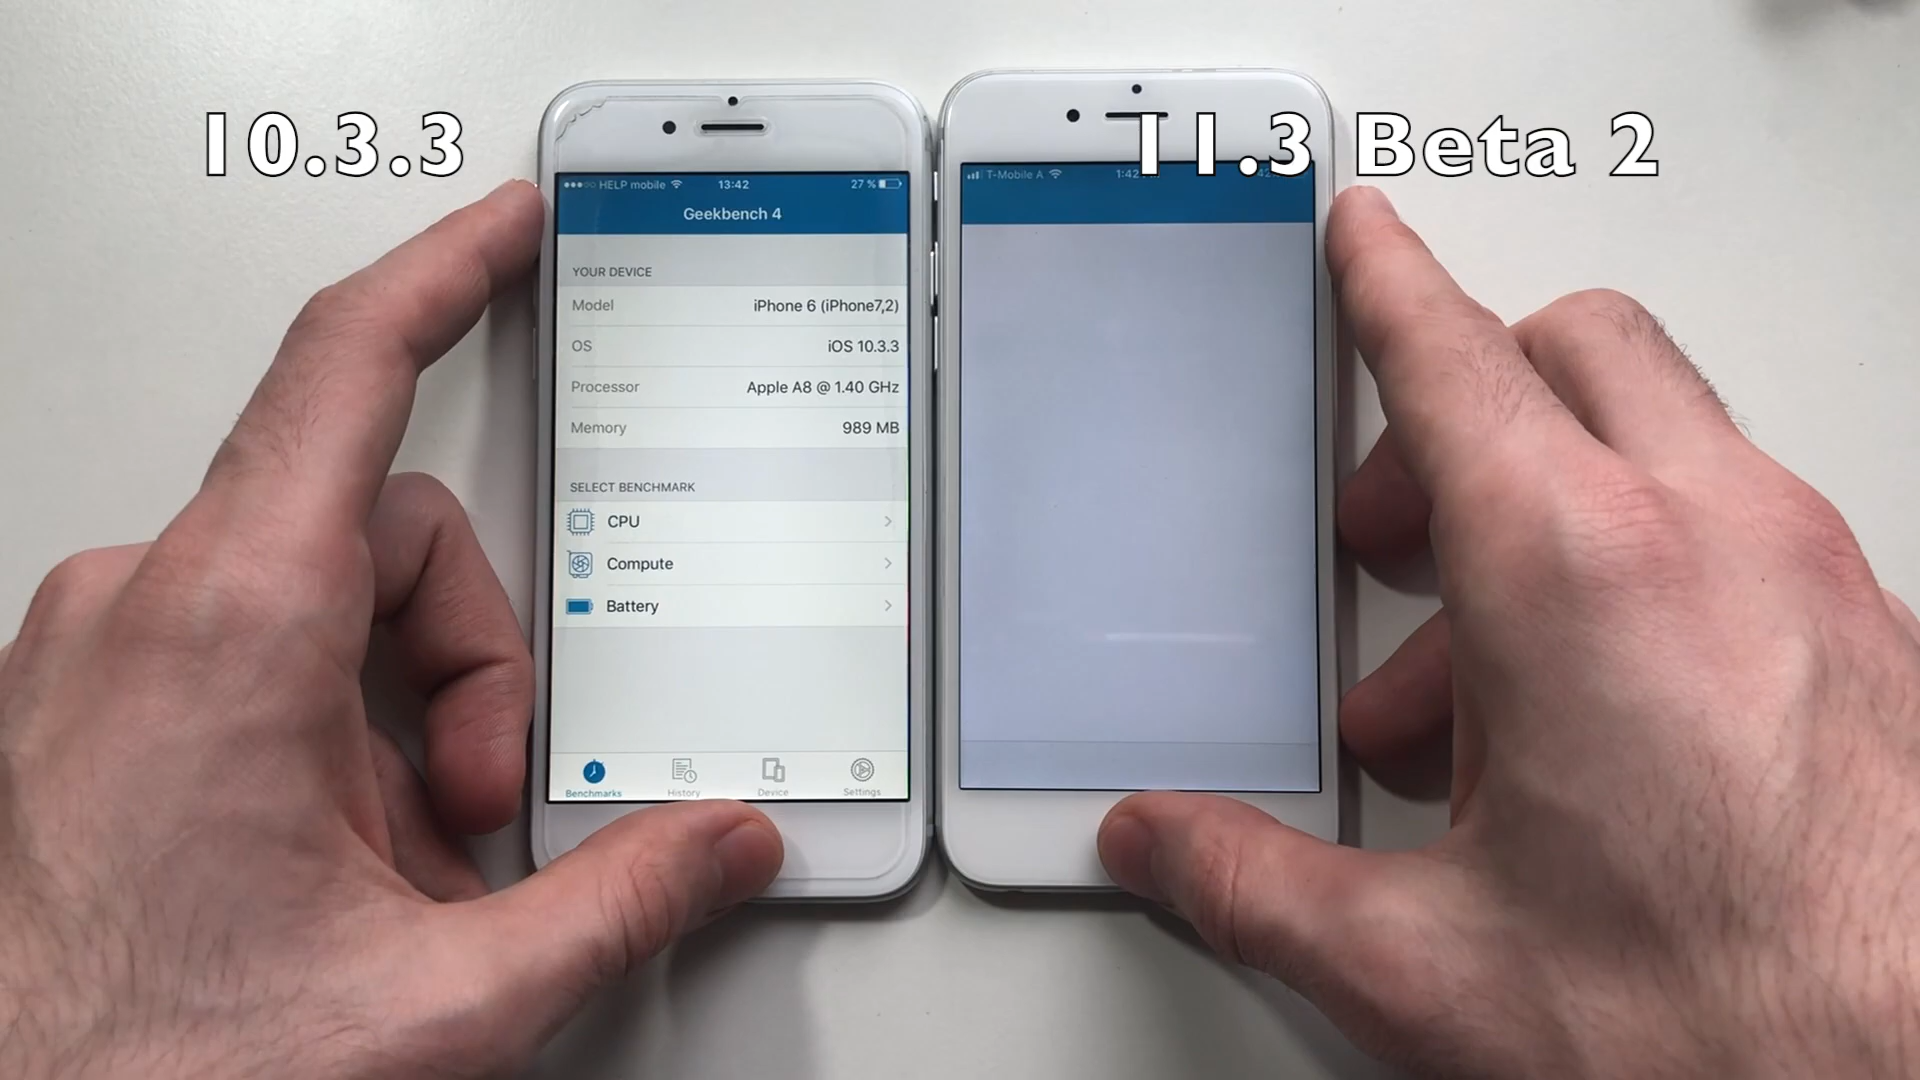 10.3.3
11.3 Beta 2
HELP mobile 13:42 27 %
Geekbench 4
YOUR DEVICE
Model iPhone 6 (iPhone7,2)
OS iOS 10.3.3
Processor Apple A8 @ 1.40 GHz
Memory 989 MB
SELECT BENCHMARK
CPU
Compute
Battery
Benchmarks History Device Settings
T-Mobile A 1:42